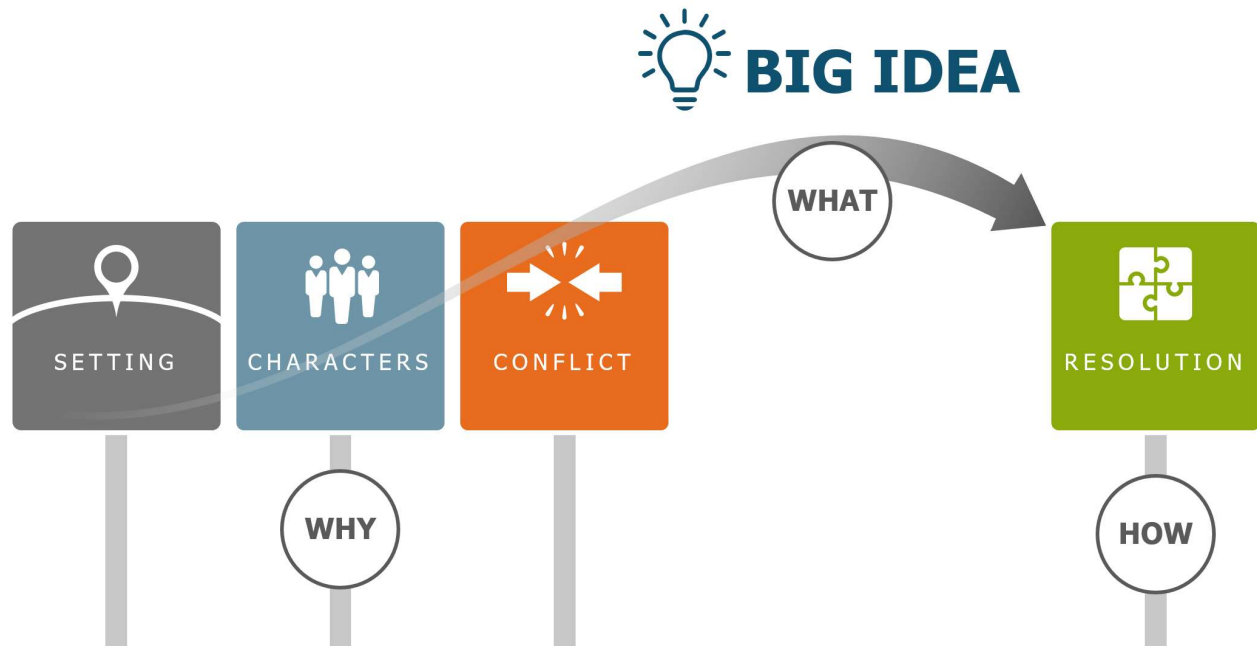 BIG IDEA
WHAT
SETTING
CHARACTERS
CONFLICT
RESOLUTION
WHY
HOW